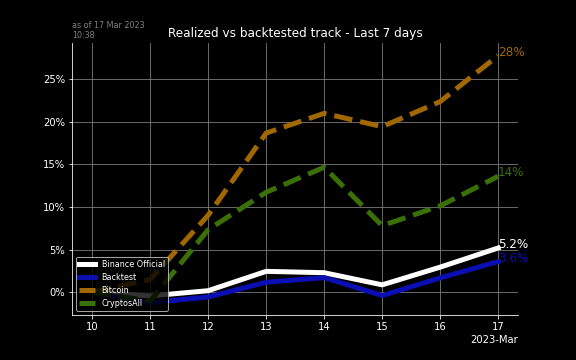 as of 17 Mar 2023
10:38
Realized vs backtested track - Last 7 days
28%
25%
20%
15%
14%
10%
5%
5.2%
3.6%
0%
Binance Official
Backtest
Bitcoin
CryptosAll
10 11 12 13 14 15 16 17
2023-Mar